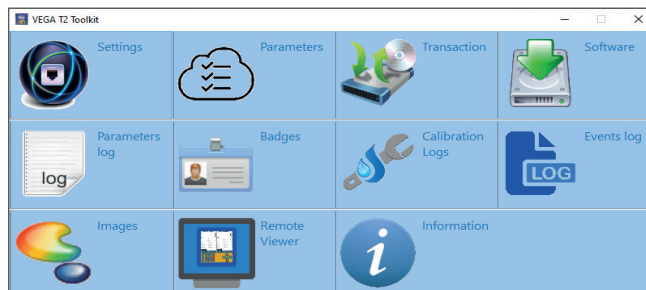 VEGA T2 Toolkit
Settings
Parameters
Transaction
Software
Parameters
log
log
Badges
Calibration
Logs
Events log
LOG
Images
Remote
Viewer
i
Information